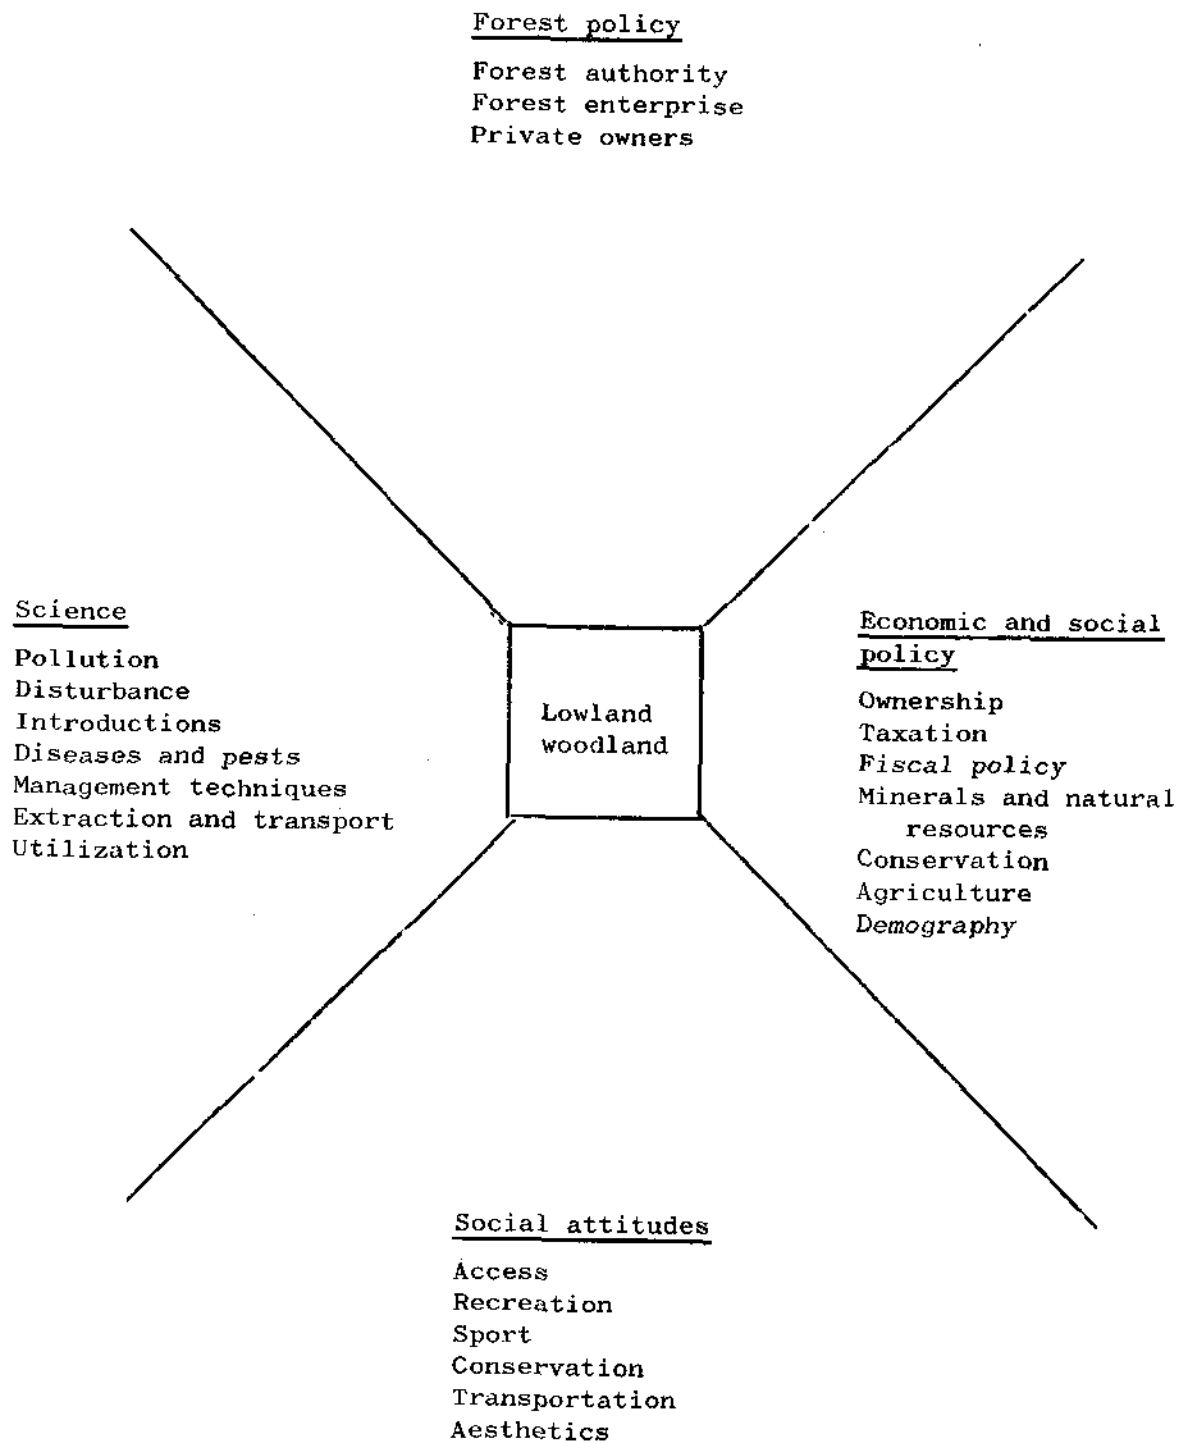 Forest policy
Forest authority
Forest enterprise
Private owners
Science
Pollution
Disturbance
Introductions
Diseases and pests
Management techniques
Extraction and transport
Utilization
Lowland
woodland
Economic and social
policy
Ownership
Taxation
Fiscal policy
Minerals and natural
resources
Conservation
Agriculture
Demography
Social attitudes
Access
Recreation
Sport
Conservation
Transportation
Aesthetics